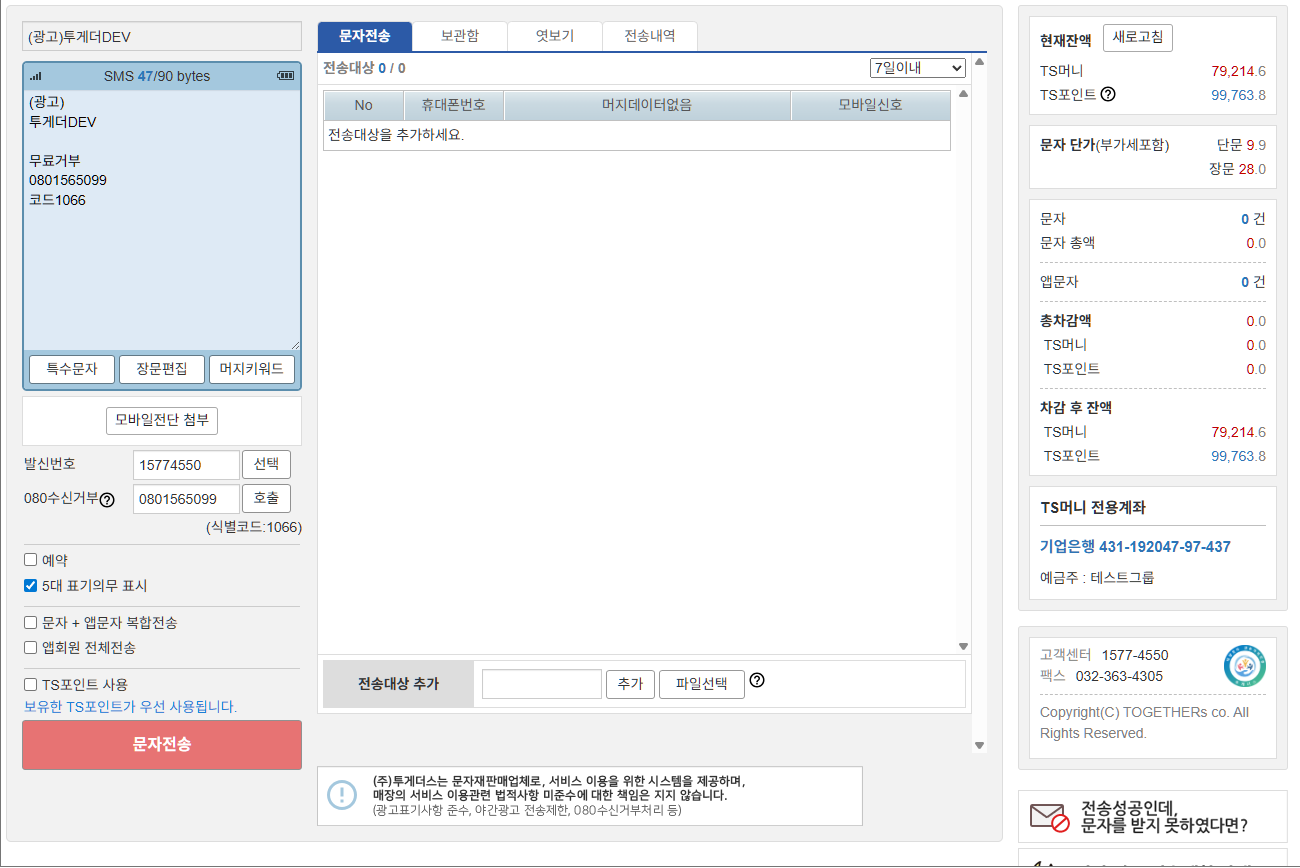 (광고)투게더DEV
SMS 47/90 bytes
(광고)
투게더DEV
무료거부
0801565099
코드1066
특수문자 장문편집 머지키워드
모바일전단 첨부
발신번호 15774550 선택
080수신거부 0801565099 호출
(식별코드:1066)
예약
5대 표기의무 표시
문자 + 앱문자 복합전송
앱회원 전체전송
TS포인트 사용
보유한 TS포인트가 우선 사용됩니다.
문자전송
문자전송 보관함 엿보기 전송내역
전송대상 0 / 0 7일이내
No 휴대폰번호 머지데이터없음 모바일신호
전송대상을 추가하세요.
전송대상 추가 추가 파일선택
(주)투게더스는 문자재판매업체로, 서비스 이용을 위한 시스템을 제공하며,
매장의 서비스 이용관련 법적사항 미준수에 대한 책임은 지지 않습니다.
(광고표기사항 준수, 야간광고 전송제한, 080수신거부처리 등)
현재잔액 새로고침
TS머니 79,214.6
TS포인트 99,763.8
문자 단가(부가세포함) 단문 9.9
장문 28.0
문자 0 건
문자 총액 0.0
앱문자 0 건
총차감액 0.0
TS머니 0.0
TS포인트 0.0
차감 후 잔액
TS머니 79,214.6
TS포인트 99,763.8
TS머니 전용계좌
기업은행 431-192047-97-437
예금주 : 테스트그룹
고객센터 1577-4550
팩스 032-363-4305
Copyright(C) TOGETHERs co. All
Rights Reserved.
전송성공인데,
문자를 받지 못하였다면?